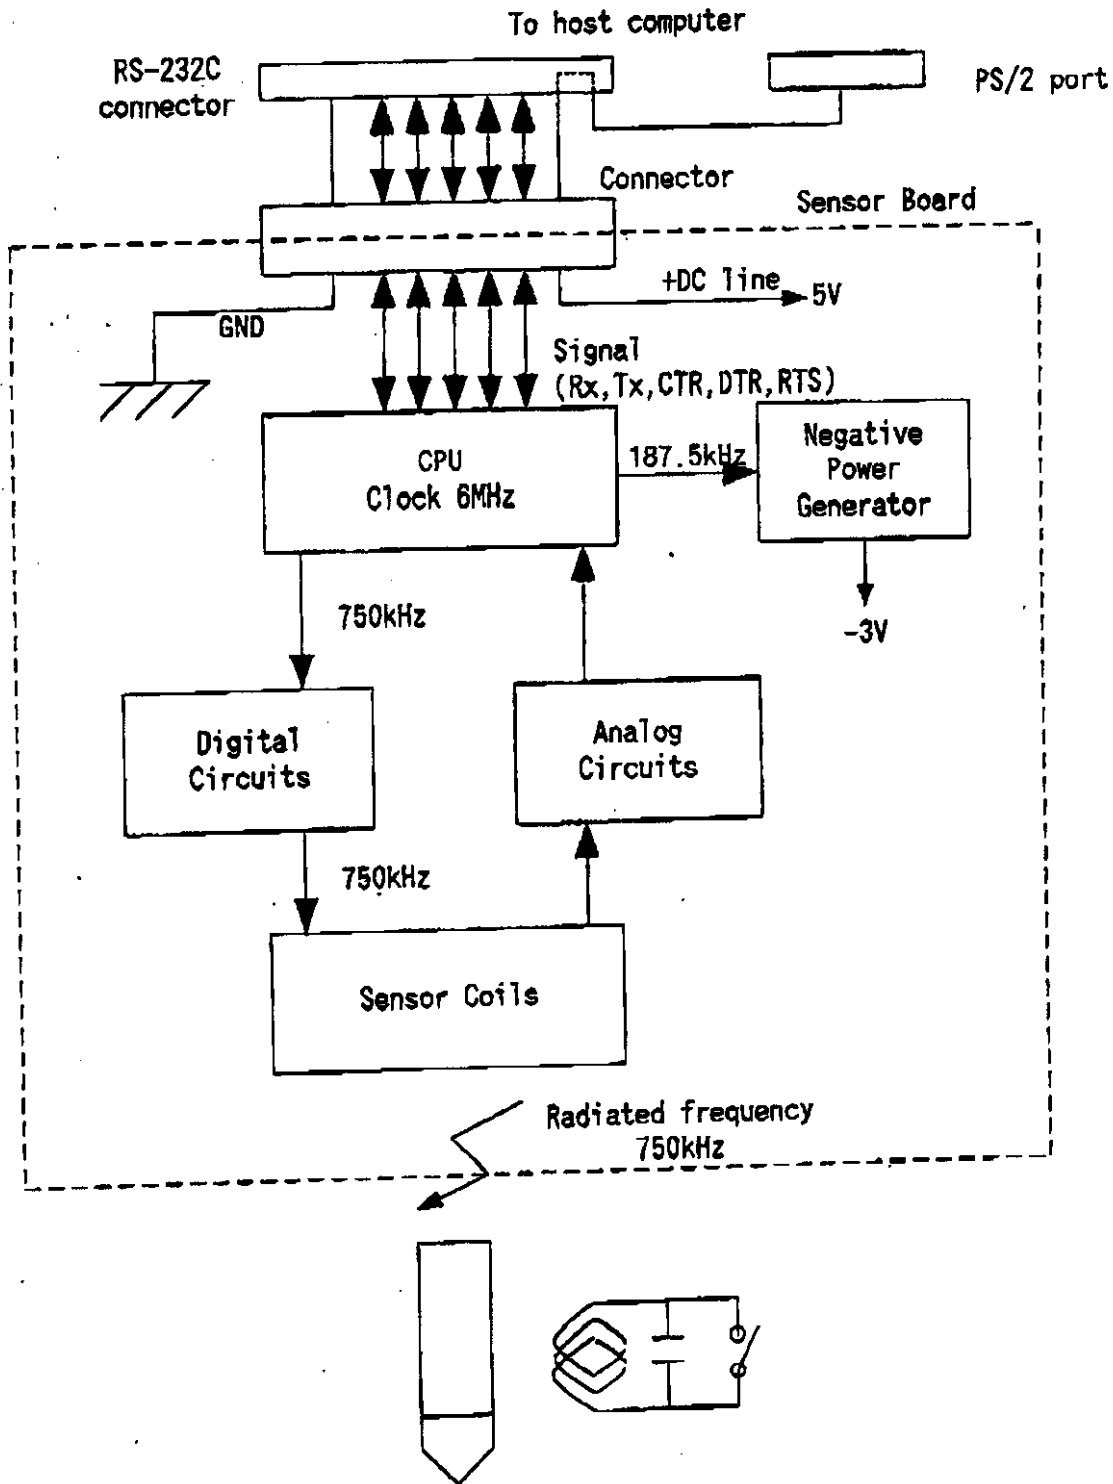 To host computer
RS-232C
connector
PS/2 port
Connector
Sensor Board
+DC line
5V
GND
Signal
(Rx,Tx,CTR,DTR,RTS)
CPU
Clock 6MHz
187.5kHz
Negative
Power
Generator
750kHz
-3V
Digital
Circuits
Analog
Circuits
750kHz
Sensor Coils
Radiated frequency
750kHz